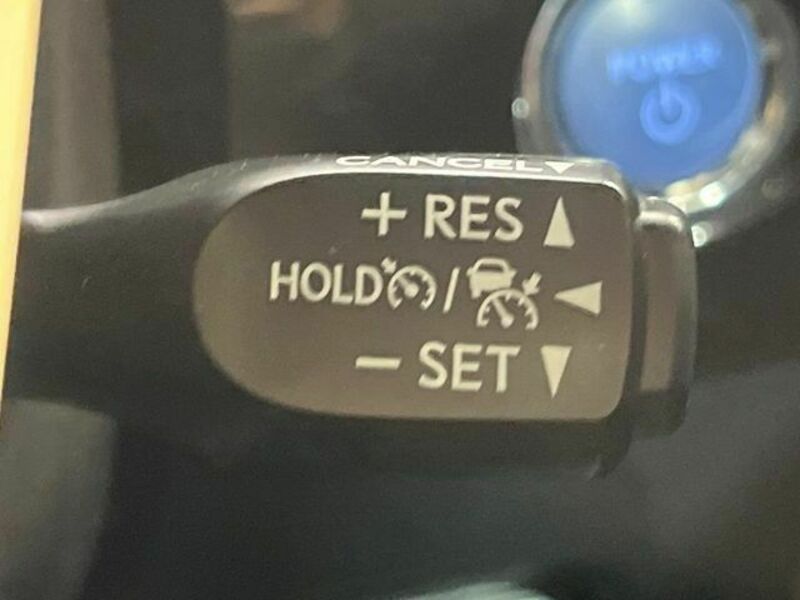 POWER
CANCEL▼
+ RES ▲
HOLD / ◀
− SET ▼